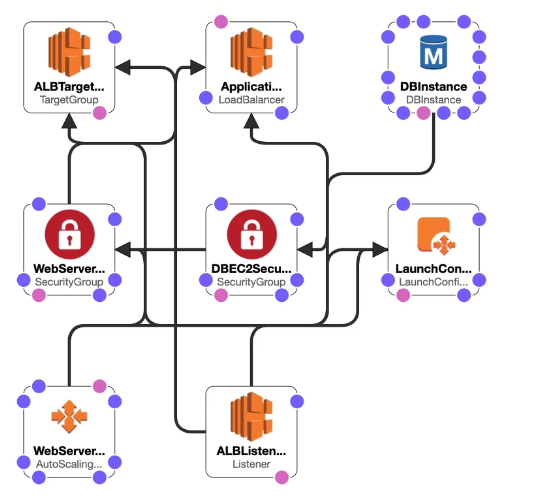 ALBTarget...
TargetGroup
Applicati...
LoadBalancer
M
DBInstance
DBInstance
WebServer...
SecurityGroup
DBEC2Secu...
SecurityGroup
LaunchCon...
LaunchConfi...
WebServer...
AutoScaling...
ALBListen...
Listener